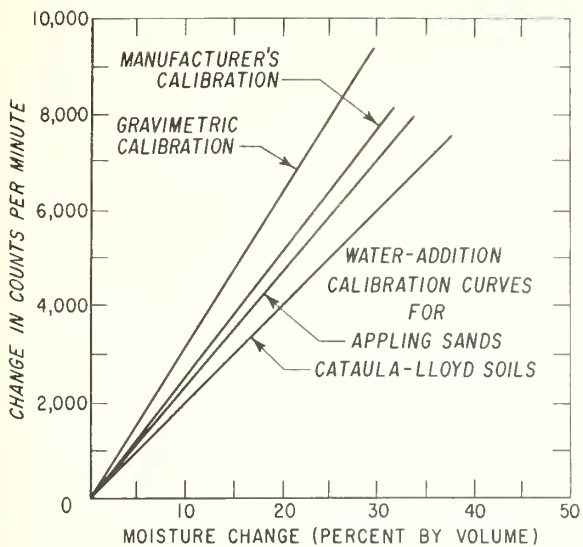 10,000
8,000
6,000
4,000
2,000
0
CHANGE IN COUNTS PER MINUTE
MANUFACTURER'S
CALIBRATION
GRAVIMETRIC
CALIBRATION
WATER-ADDITION
CALIBRATION CURVES
FOR
APPLING SANDS
CATAULA-LLOYD SOILS
10 20 30 40 50
MOISTURE CHANGE (PERCENT BY VOLUME)